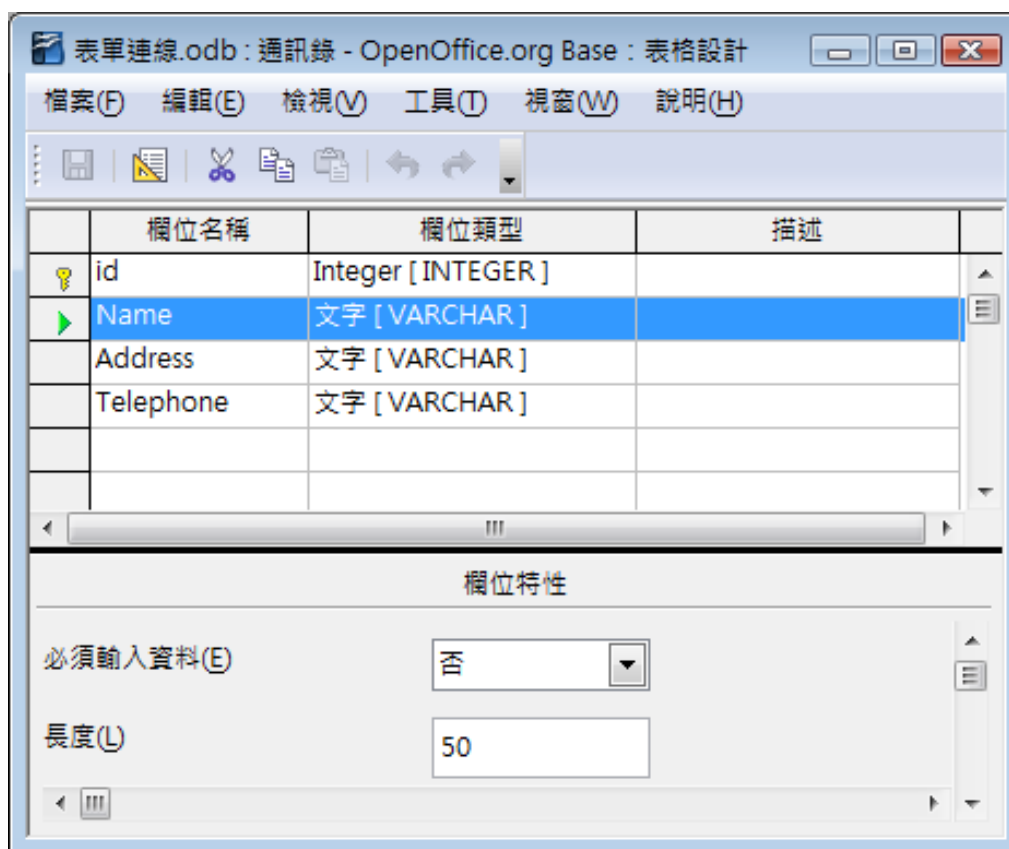 表單連線.odb : 通訊錄 - OpenOffice.org Base：表格設計
檔案(F) 編輯(E) 檢視(V) 工具(T) 視窗(W) 說明(H)
欄位名稱 欄位類型 描述
id Integer [ INTEGER ]
Name 文字 [ VARCHAR ]
Address 文字 [ VARCHAR ]
Telephone 文字 [ VARCHAR ]
欄位特性
必須輸入資料(E) 否
長度(L) 50